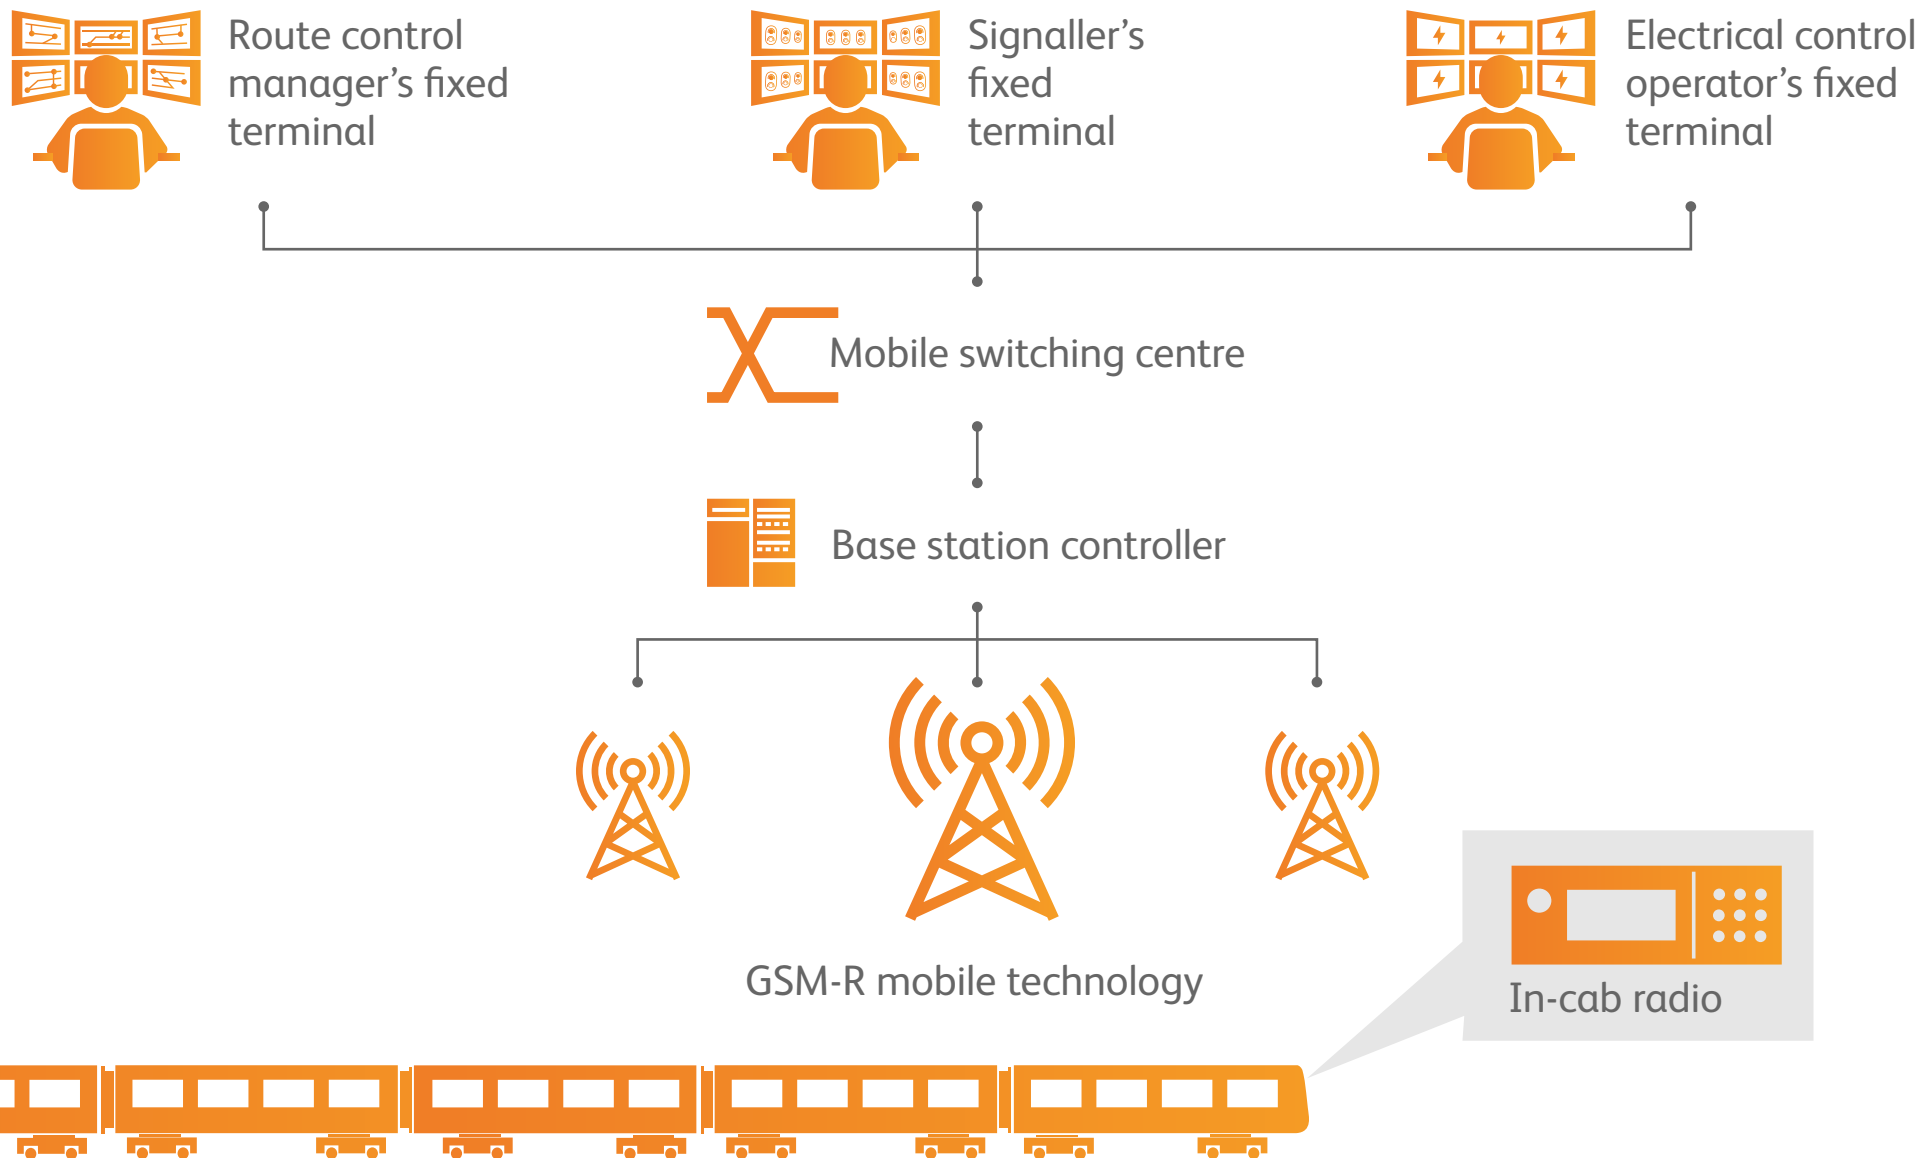 Route control
manager’s fixed
terminal
Signaller’s
fixed
terminal
Electrical control
operator’s fixed
terminal
Mobile switching centre
Base station controller
GSM-R mobile technology
In-cab radio